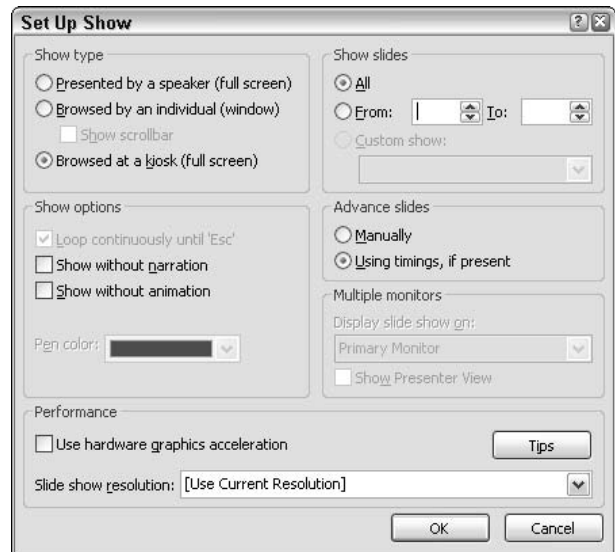 Set Up Show
Show type
Presented by a speaker (full screen)
Browsed by an individual (window)
Show scrollbar
Browsed at a kiosk (full screen)
Show slides
All
From: To:
Custom show:
Show options
Loop continuously until 'Esc'
Show without narration
Show without animation
Pen color:
Advance slides
Manually
Using timings, if present
Multiple monitors
Display slide show on:
Primary Monitor
Show Presenter View
Performance
Use hardware graphics acceleration
Tips
Slide show resolution: [Use Current Resolution]
OK Cancel